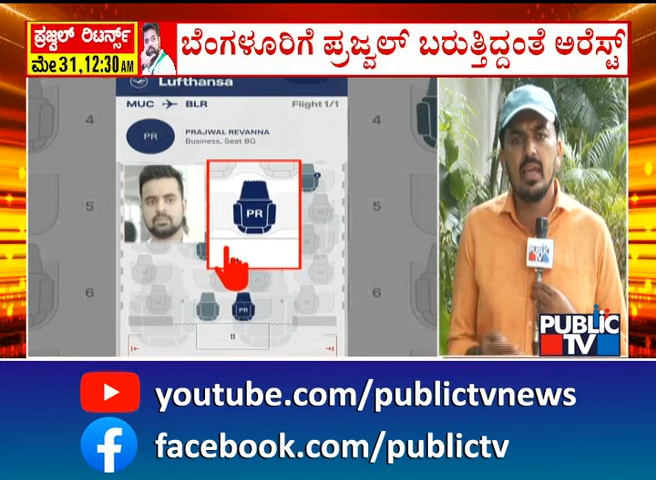 ಪ್ರಜ್ವಲ್ ರಿಟರ್ನ್ಸ್
ಮೇ 31, 12:30 AM
ಬೆಂಗಳೂರಿಗೆ ಪ್ರಜ್ವಲ್ ಬರುತ್ತಿದ್ದಂತೆ ಅರೆಸ್ಟ್
Lufthansa
MUC BLR Flight 1/1
PR
PRAJWAL REVANNA
Business, Seat 6G
4
4
5
5
6
6
PR
PR
11
PUBLIC TV
PUBLIC
TV
youtube.com/publictvnews
facebook.com/publictv